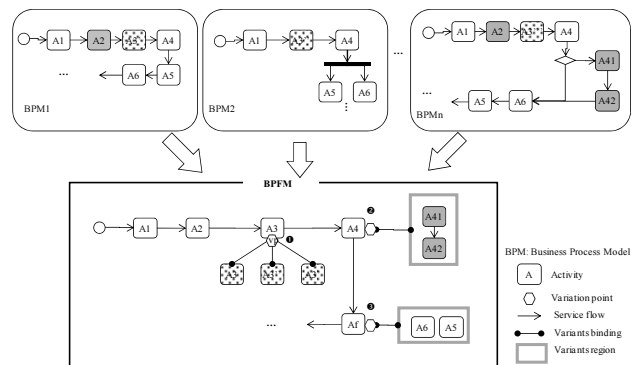 A1 A2 A4
... A6 A5
BPM1
A1 A4
A5 A6
...
BPM2
...
A1 A2 A4
A41
... A5 A6 A42
BPMn
BPFM
A1 A2 A3 A4
A41
A42
Af
... A6 A5
BPM: Business Process Model
A Activity
Variation point
Service flow
Variants binding
Variants region